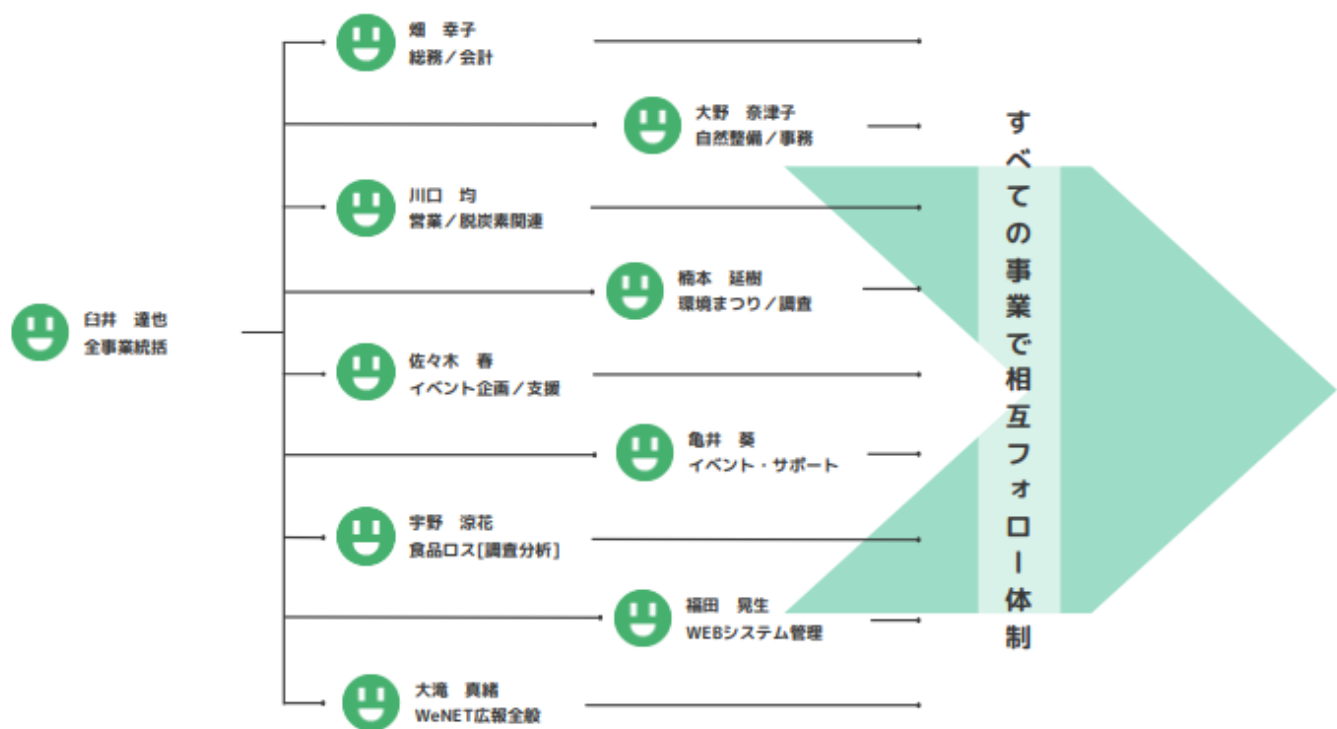 畑　幸子
総務／会計
大野　奈津子
自然整備／事務
川口　均
営業／脱炭素関連
楠本　延樹
環境まつり／調査
臼井　達也
全事業統括
佐々木　春
イベント企画／支援
亀井　葵
イベント・サポート
宇野　涼花
食品ロス[調査分析]
福田　晃生
WEBシステム管理
大滝　真緒
WeNET広報全般
すべての事業で相互フォロー体制